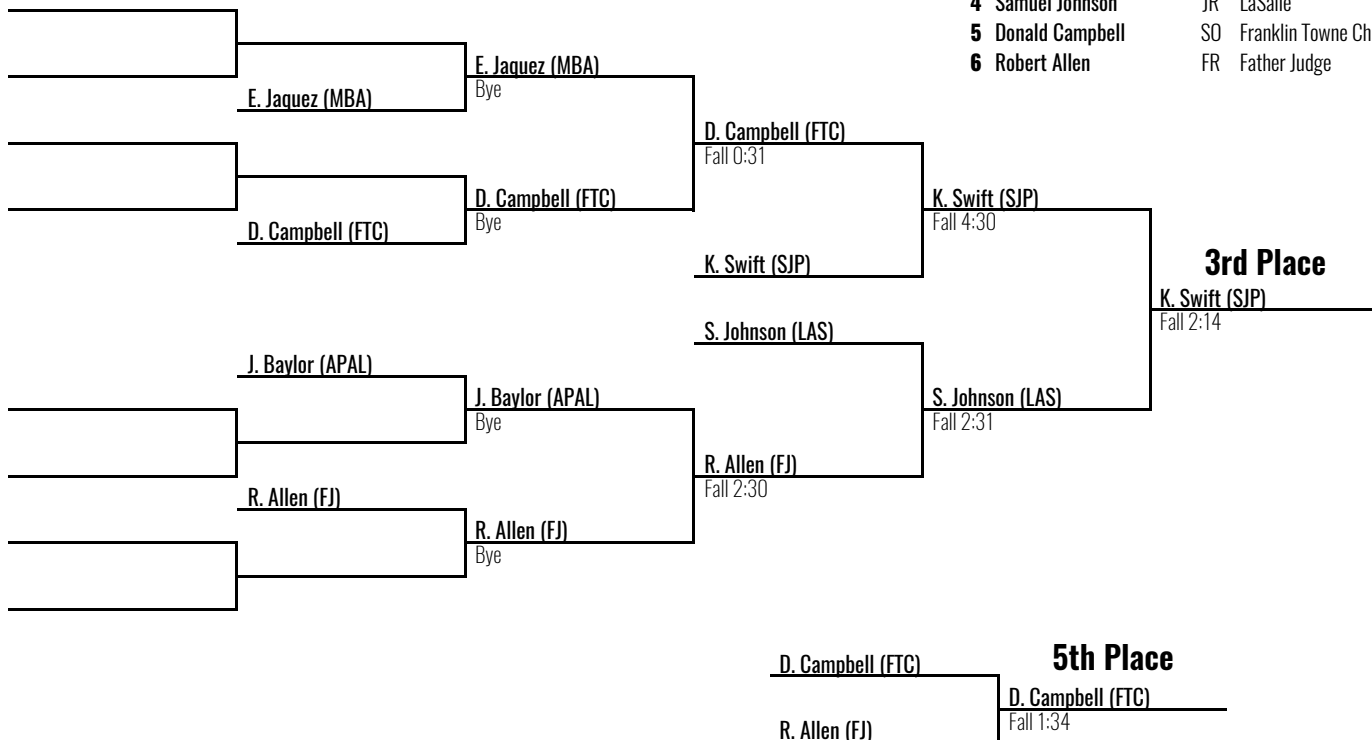 4 Samuel Johnson JR LaSalle
5 Donald Campbell SO Franklin Towne Ch
6 Robert Allen FR Father Judge
E. Jaquez (MBA)
Bye
E. Jaquez (MBA)
D. Campbell (FTC)
Fall 0:31
D. Campbell (FTC)
Bye
D. Campbell (FTC)
K. Swift (SJP)
Fall 4:30
K. Swift (SJP)
3rd Place
K. Swift (SJP)
Fall 2:14
S. Johnson (LAS)
J. Baylor (APAL)
J. Baylor (APAL)
Bye
S. Johnson (LAS)
Fall 2:31
R. Allen (FJ)
Fall 2:30
R. Allen (FJ)
R. Allen (FJ)
Bye
5th Place
D. Campbell (FTC)
D. Campbell (FTC)
Fall 1:34
R. Allen (FJ)